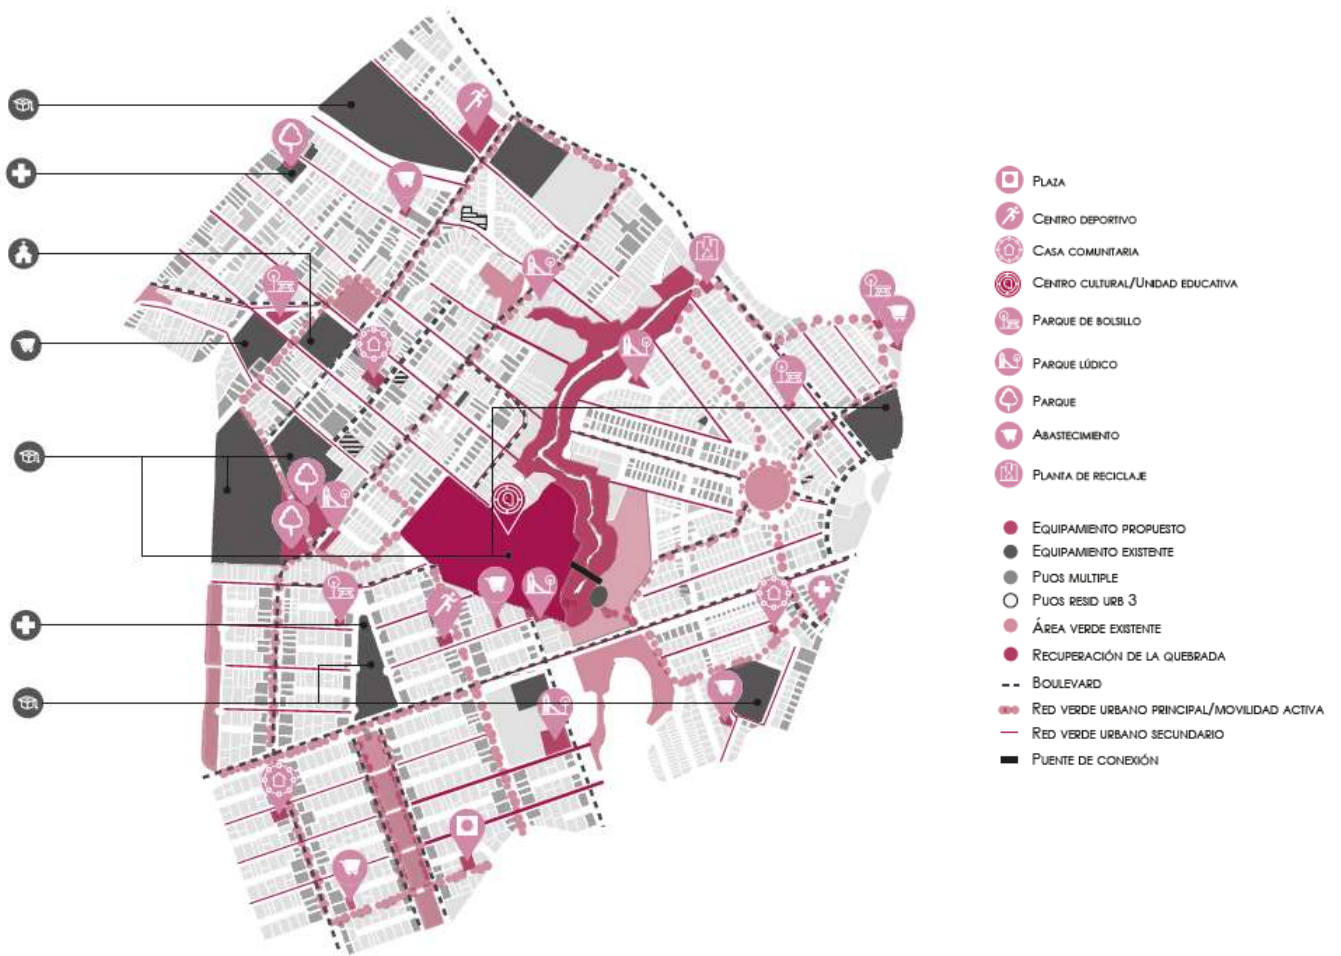 Plaza
Centro deportivo
Casa comunitaria
Centro cultural/Unidad educativa
Parque de bolsillo
Parque lúdico
Parque
Abastecimiento
Planta de reciclaje
Equipamiento propuesto
Equipamiento existente
Puos multiple
Puos resid urb 3
Área verde existente
Recuperación de la quebrada
Boulevard
Red verde urbano principal/movilidad activa
Red verde urbano secundario
Puente de conexión